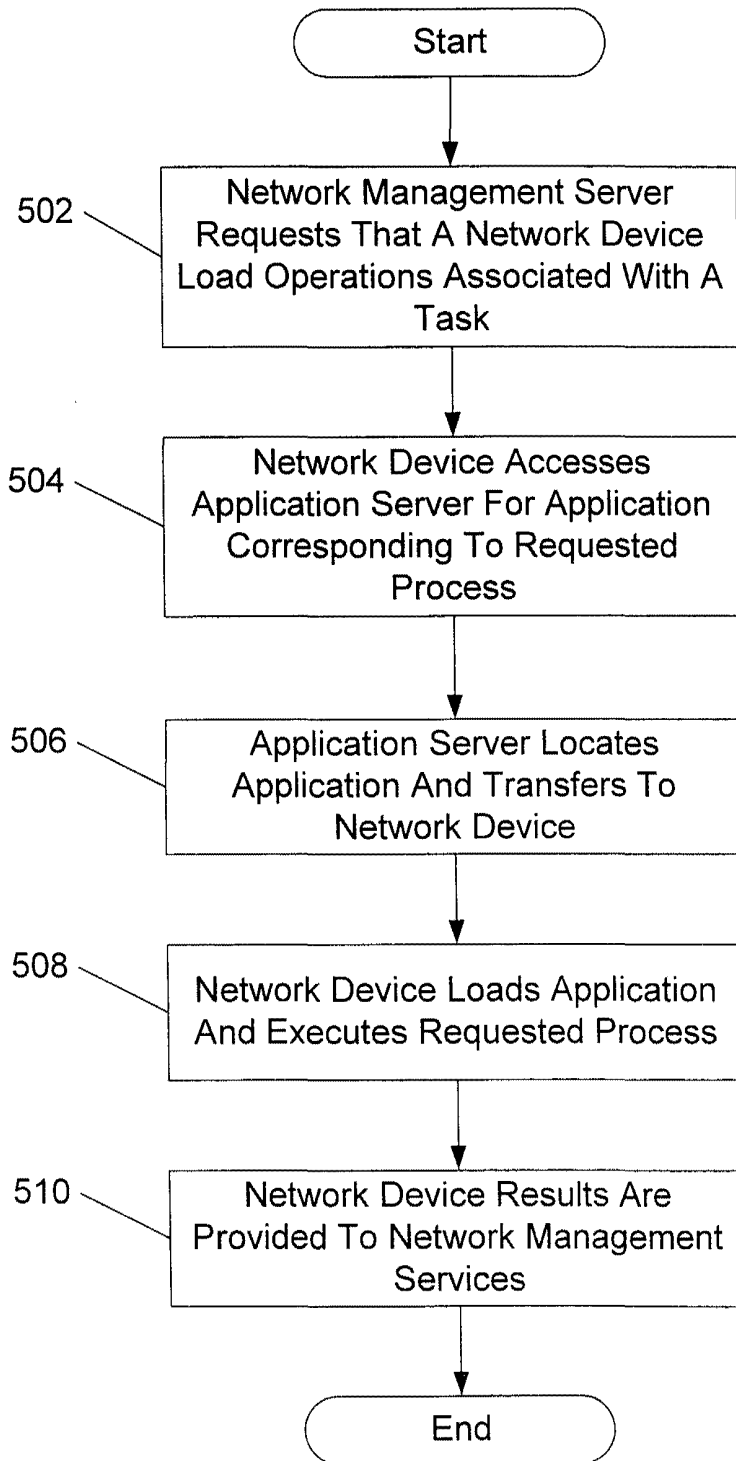 Start
502
Network Management Server
Requests That A Network Device
Load Operations Associated With A
Task
504
Network Device Accesses
Application Server For Application
Corresponding To Requested
Process
506
Application Server Locates
Application And Transfers To
Network Device
508
Network Device Loads Application
And Executes Requested Process
510
Network Device Results Are
Provided To Network Management
Services
End